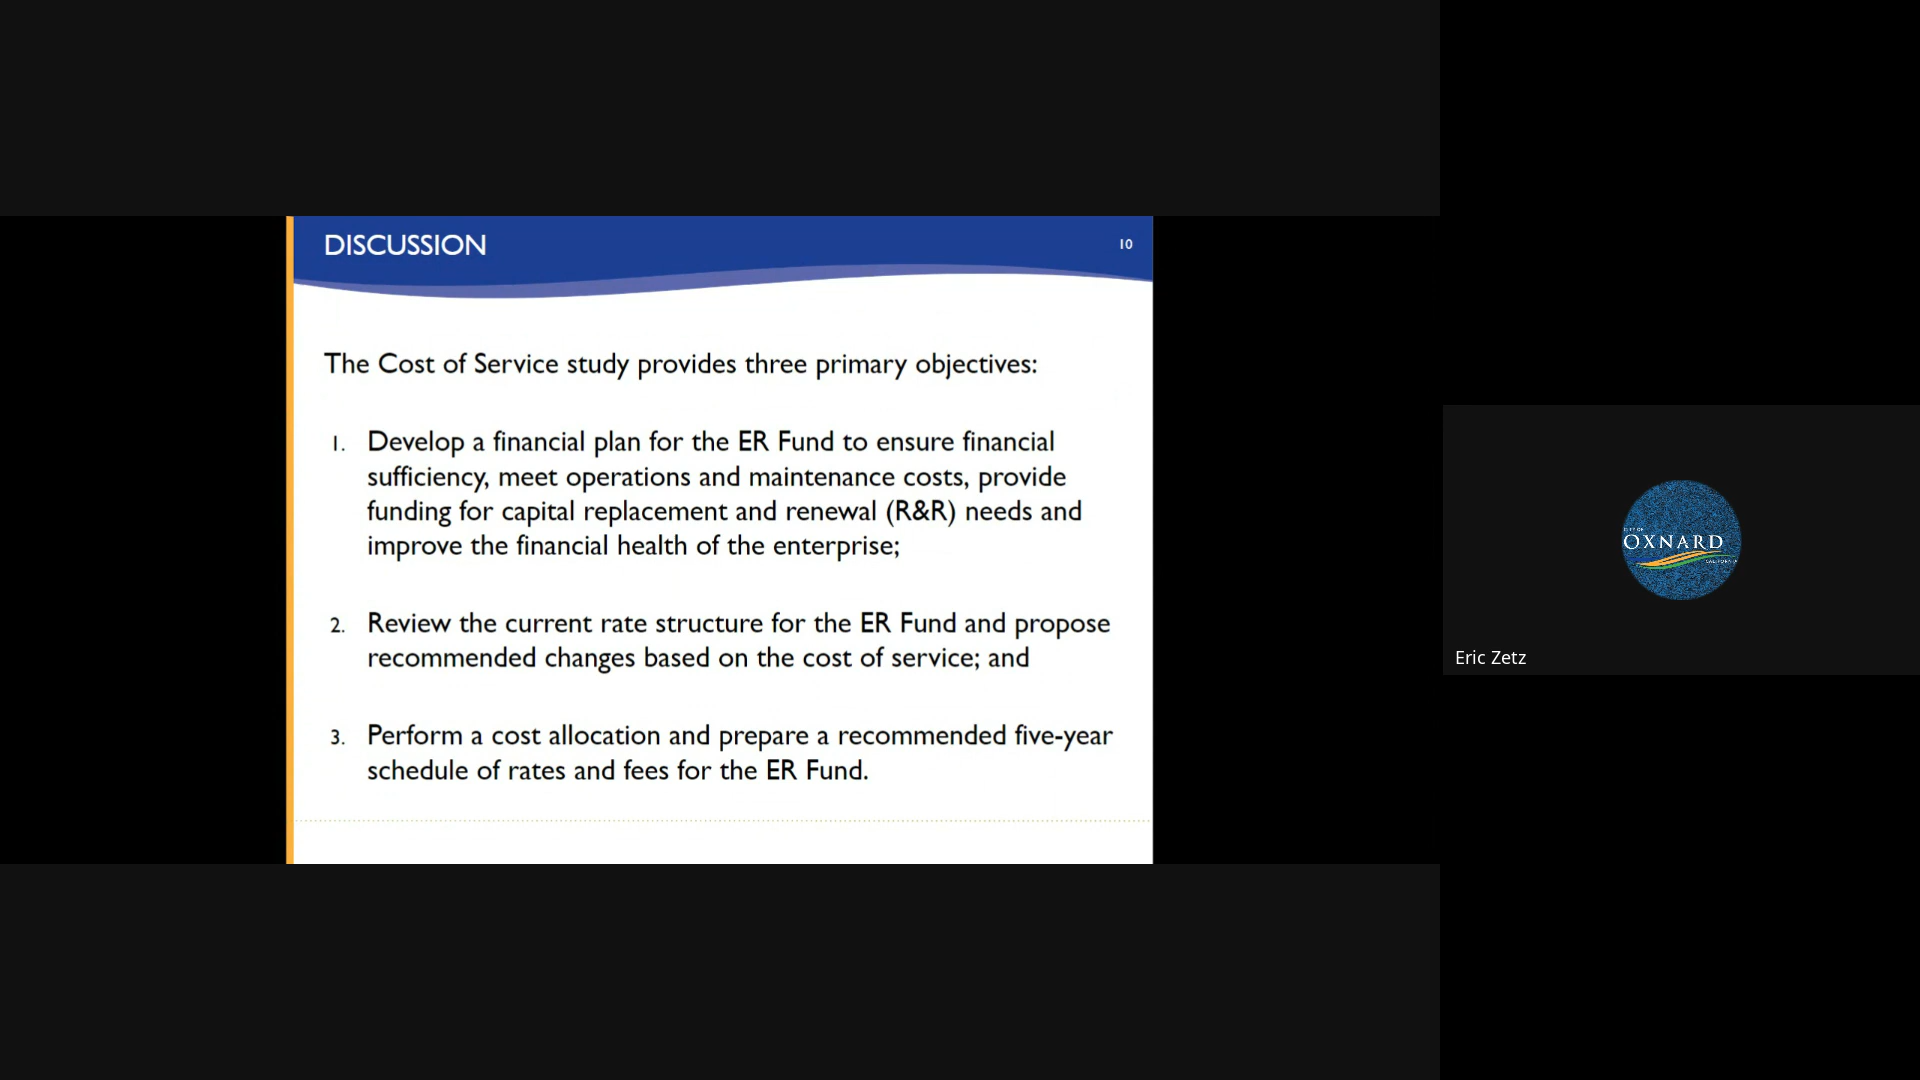 DISCUSSION
10
The Cost of Service study provides three primary objectives:
1. Develop a financial plan for the ER Fund to ensure financial
sufficiency, meet operations and maintenance costs, provide
funding for capital replacement and renewal (R&R) needs and
improve the financial health of the enterprise;
2. Review the current rate structure for the ER Fund and propose
recommended changes based on the cost of service; and
3. Perform a cost allocation and prepare a recommended five-year
schedule of rates and fees for the ER Fund.
CITY OF
OXNARD
CALIFORNIA
Eric Zetz